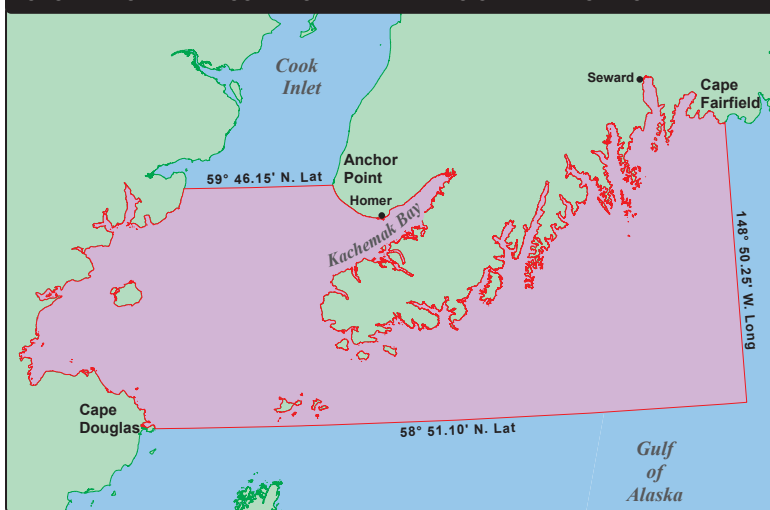 Cook
Inlet
Seward
Cape
Fairfield
Anchor
Point
59° 46.15' N. Lat
Homer
Kachemak Bay
148° 50.25' W. Long
Cape
Douglas
58° 51.10' N. Lat
Gulf
of
Alaska